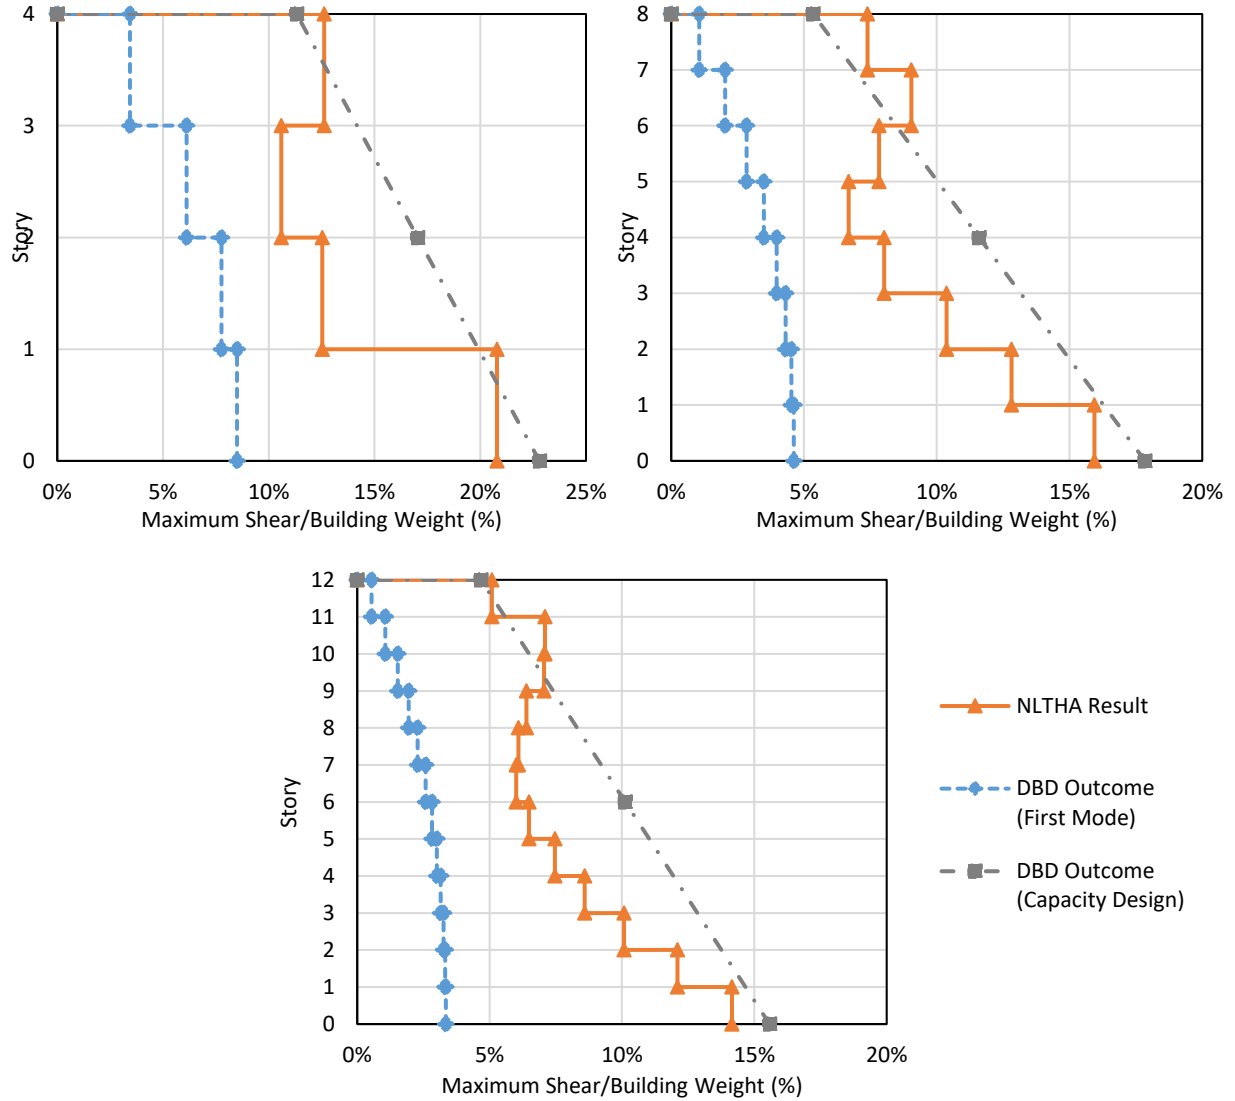 4
3
2
1
0
Story
0% 5% 10% 15% 20% 25%
Maximum Shear/Building Weight (%)
8
7
6
5
4
3
2
1
0
Story
0% 5% 10% 15% 20%
Maximum Shear/Building Weight (%)
12
11
10
9
8
7
6
5
4
3
2
1
0
Story
0% 5% 10% 15% 20%
Maximum Shear/Building Weight (%)
NLTHA Result
DBD Outcome
(First Mode)
DBD Outcome
(Capacity Design)